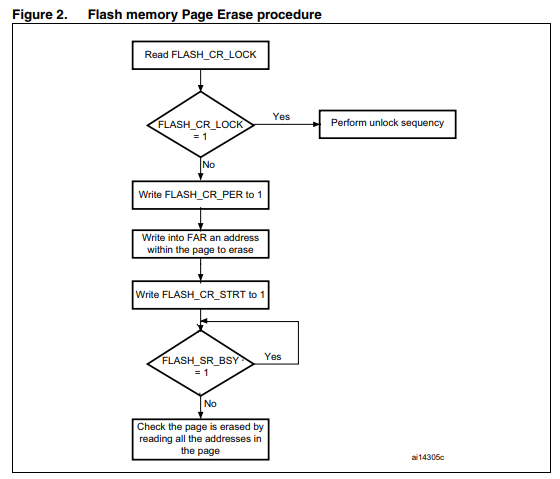 Figure 2. Flash memory Page Erase procedure
Read FLASH_CR_LOCK
FLASH_CR_LOCK
= 1
Yes
Perform unlock sequency
No
Write FLASH_CR_PER to 1
Write into FAR an address
within the page to erase
Write FLASH_CR_STRT to 1
FLASH_SR_BSY
= 1
Yes
No
Check the page is erased by
reading all the addresses in
the page
ai14305c